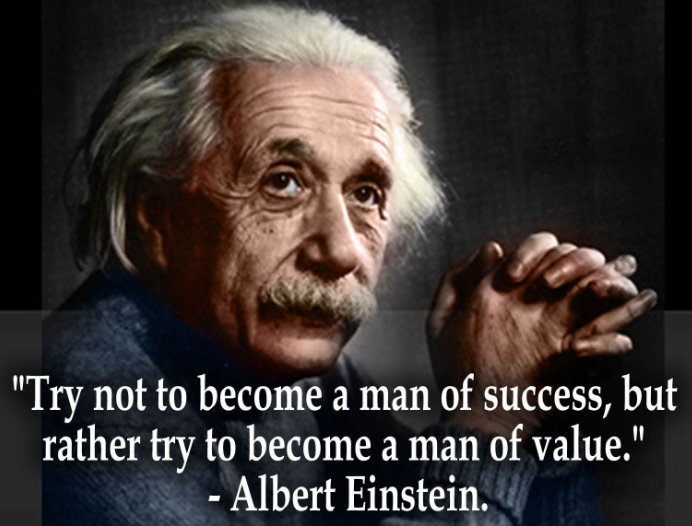 "Try not to become a man of success, but
rather try to become a man of value."
- Albert Einstein.